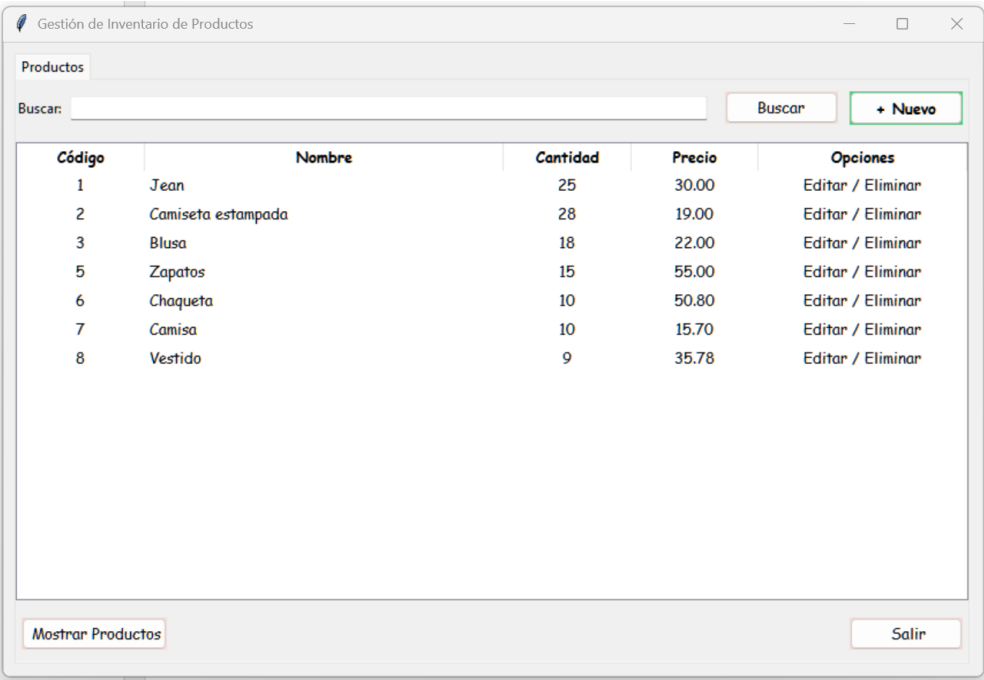 Gestión de Inventario de Productos
Productos
Buscar: Buscar + Nuevo
Código Nombre Cantidad Precio Opciones
1 Jean 25 30.00 Editar / Eliminar
2 Camiseta estampada 28 19.00 Editar / Eliminar
3 Blusa 18 22.00 Editar / Eliminar
5 Zapatos 15 55.00 Editar / Eliminar
6 Chaqueta 10 50.80 Editar / Eliminar
7 Camisa 10 15.70 Editar / Eliminar
8 Vestido 9 35.78 Editar / Eliminar
Mostrar Productos Salir